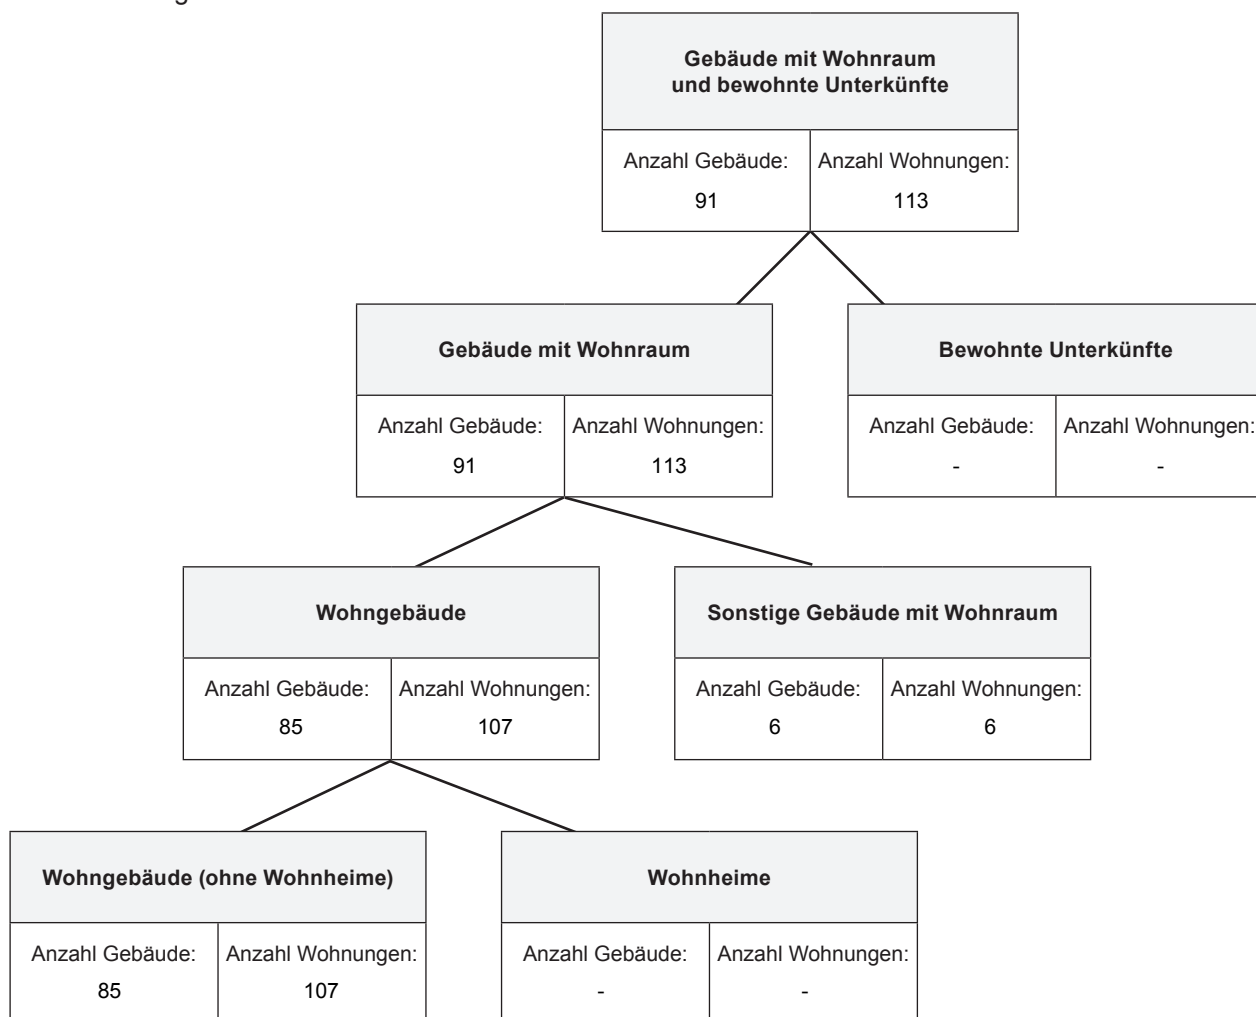 Gebäude mit Wohnraum
und bewohnte Unterkünfte
Anzahl Gebäude: Anzahl Wohnungen:
91 113
Gebäude mit Wohnraum Bewohnte Unterkünfte
Anzahl Gebäude: Anzahl Wohnungen: Anzahl Gebäude: Anzahl Wohnungen:
91 113 - -
Wohngebäude Sonstige Gebäude mit Wohnraum
Anzahl Gebäude: Anzahl Wohnungen: Anzahl Gebäude: Anzahl Wohnungen:
85 107 6 6
Wohngebäude (ohne Wohnheime) Wohnheime
Anzahl Gebäude: Anzahl Wohnungen: Anzahl Gebäude: Anzahl Wohnungen:
85 107 - -